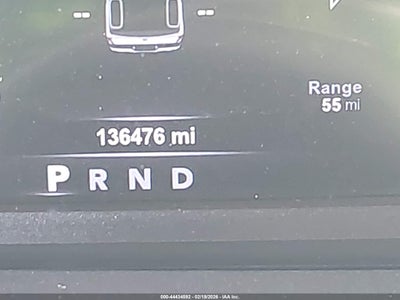 -- --
Range
55 mi
136476 mi
P R N D
000-44434592 - 02/18/2026 - IAA Inc.